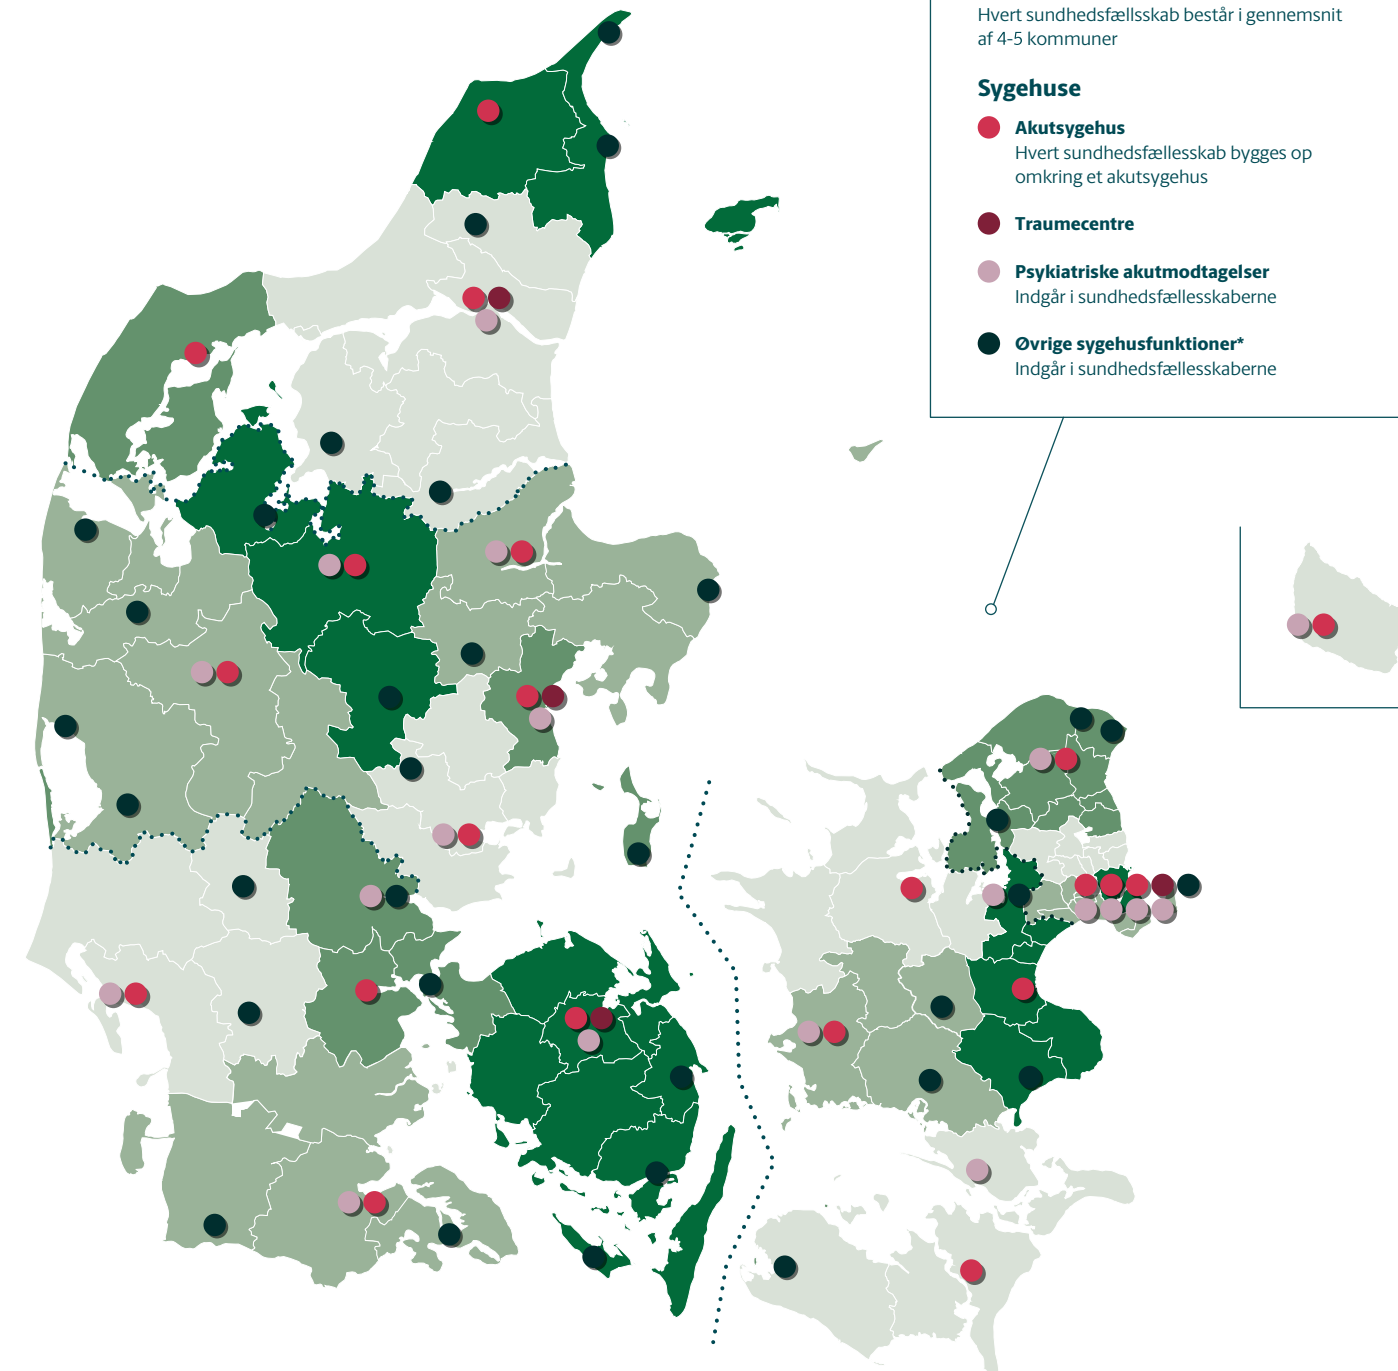 Hvert sundhedsfællsskab består i gennemsnit
af 4-5 kommuner
Sygehuse
Akutsygehus
Hvert sundhedsfællesskab bygges op
omkring et akutsygehus
Traumecentre
Psykiatriske akutmodtagelser
Indgår i sundhedsfællesskaberne
Øvrige sygehusfunktioner*
Indgår i sundhedsfællesskaberne